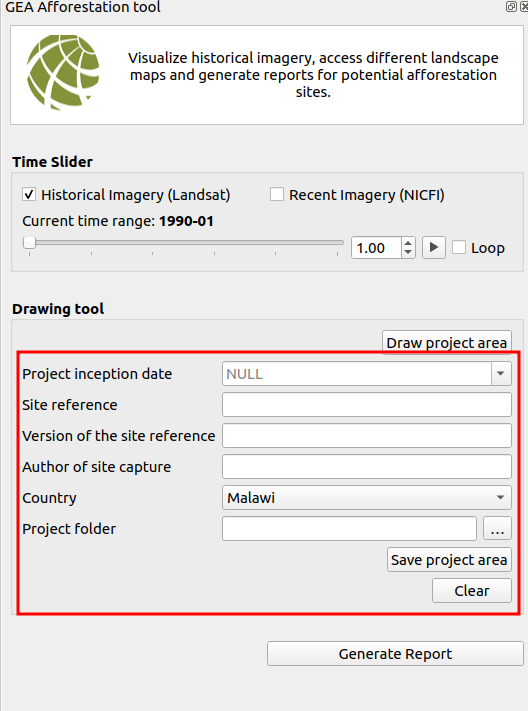 GEA Afforestation tool
Visualize historical imagery, access different landscape
maps and generate reports for potential afforestation
sites.
Time Slider
Historical Imagery (Landsat) Recent Imagery (NICFI)
Current time range: 1990-01
1.00 Loop
Drawing tool
Draw project area
Project inception date NULL
Site reference
Version of the site reference
Author of site capture
Country Malawi
Project folder ...
Save project area
Clear
Generate Report